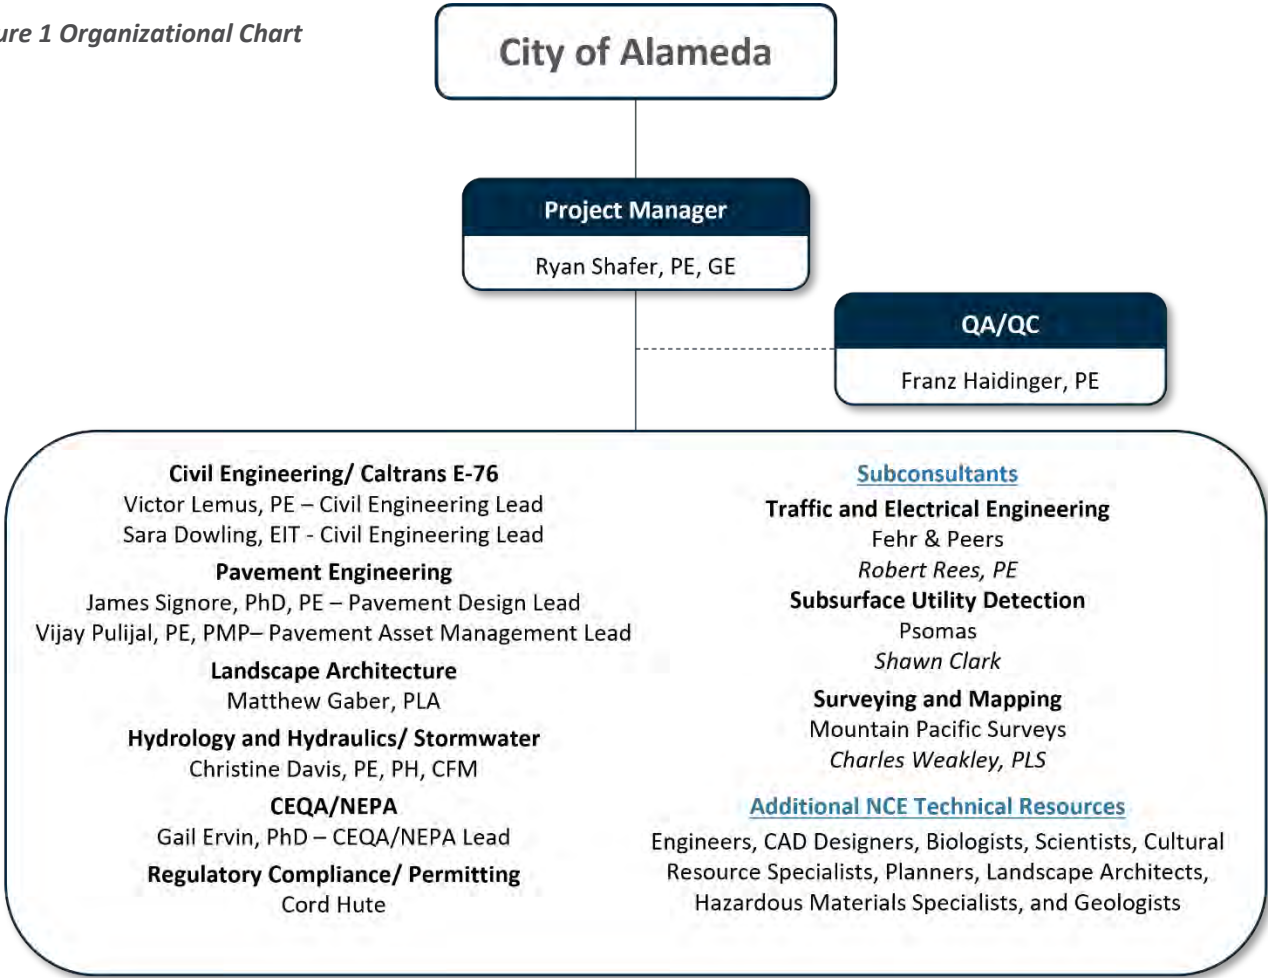 ure 1 Organizational Chart
City of Alameda
Project Manager
Ryan Shafer, PE, GE
QA/QC
Franz Haidinger, PE
Civil Engineering/ Caltrans E-76
Victor Lemus, PE – Civil Engineering Lead
Sara Dowling, EIT - Civil Engineering Lead
Pavement Engineering
James Signore, PhD, PE – Pavement Design Lead
Vijay Pulijal, PE, PMP– Pavement Asset Management Lead
Landscape Architecture
Matthew Gaber, PLA
Hydrology and Hydraulics/ Stormwater
Christine Davis, PE, PH, CFM
CEQA/NEPA
Gail Ervin, PhD – CEQA/NEPA Lead
Regulatory Compliance/ Permitting
Cord Hute
Subconsultants
Traffic and Electrical Engineering
Fehr & Peers
Robert Rees, PE
Subsurface Utility Detection
Psomas
Shawn Clark
Surveying and Mapping
Mountain Pacific Surveys
Charles Weakley, PLS
Additional NCE Technical Resources
Engineers, CAD Designers, Biologists, Scientists, Cultural
Resource Specialists, Planners, Landscape Architects,
Hazardous Materials Specialists, and Geologists